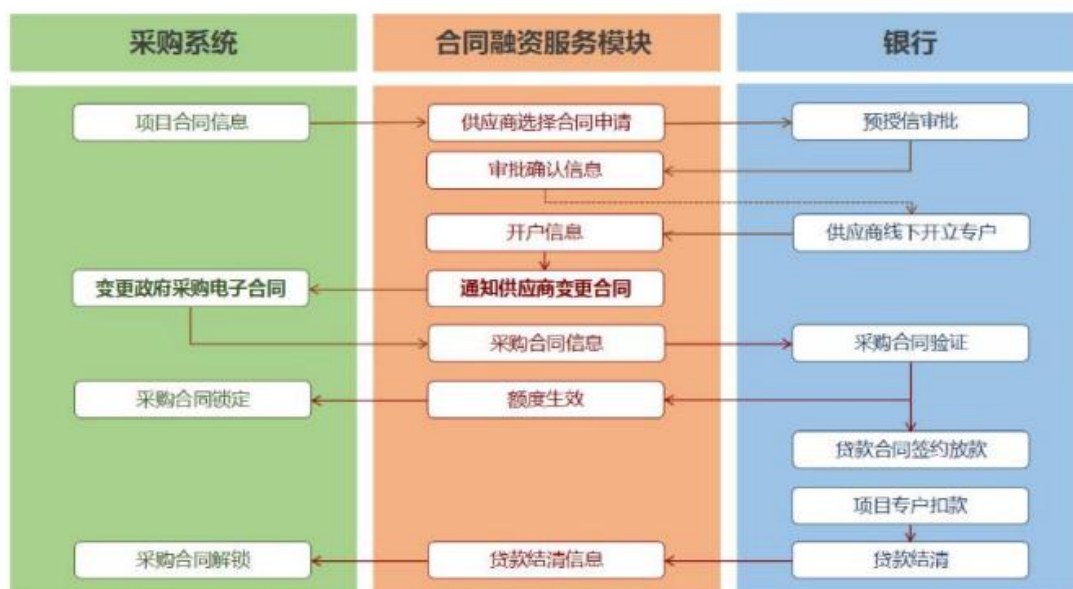 采购系统
合同融资服务模块
银行
项目合同信息
供应商选择合同申请
预授信审批
审批确认信息
开户信息
供应商线下开立专户
变更政府采购电子合同
通知供应商变更合同
采购合同信息
采购合同验证
采购合同锁定
额度生效
贷款合同签约放款
项目专户扣款
采购合同解锁
贷款结清信息
贷款结清